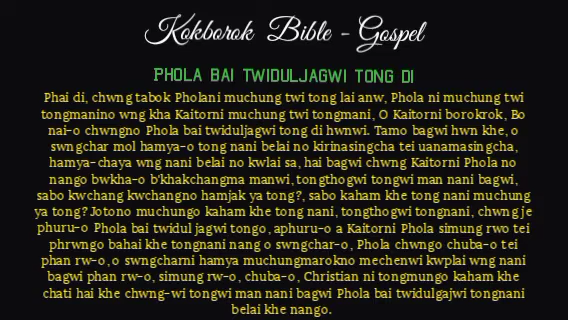 Kokborok Bible - Gospel
PHOLA BAI TWIDULJAGWI TONG DI
Phai di, chwng tabok Pholani muchung twi tong lai anw, Phola ni muchung twi
tongmanino wng kha Kaitorni muchung twi tongmani, O Kaitorni borokrok, Bo
nai-o chwngno Phola bai twiduljagwi tong di hwnwi. Tamo bagwi hwn khe, o
swngchar mol hamya-o tong nani belai no kirinasingcha tei uanamasingcha,
hamya-chaya wng nani belai no kwlai sa, hai bagwi chwng Kaitorni Phola no
nango bwkha-o b'khakchangma manwi, tongthogwi tongwi man nani bagwi,
sabo kwchang kwchangno hamjak ya tong?, sabo kaham khe tong nani muchung
ya tong? Jotono muchungo kaham khe tong nani, tongthogwi tongnani, chwng je
phuru-o Phola bai twidul jagwi tongo, aphuru-o a Kaitorni Phola simung rwo tei
phrwngo bahai khe tongnani nang o swngchar-o, Phola chwngo chuba-o tei
phan rw-o, o swngcharni hamya muchungmarokno mechenwi kwplai wng nani
bagwi phan rw-o, simung rw-o, chuba-o, Christian ni tongmungo kaham khe
chati hai khe chwng-wi tongwi man nani bagwi Phola bai twidulgajwi tongnani
belai khe nango.